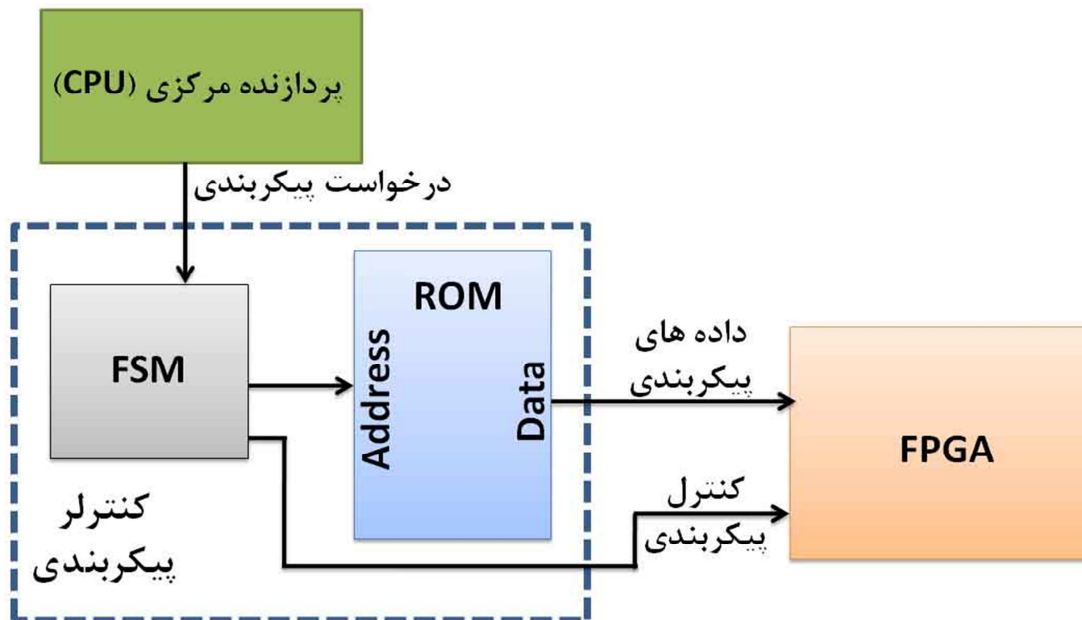 پردازنده مرکزی (CPU)
درخواست پیکربندی
FSM
ROM
Address
Data
داده های
پیکربندی
FPGA
کنترل
پیکربندی
کنترلر
پیکربندی